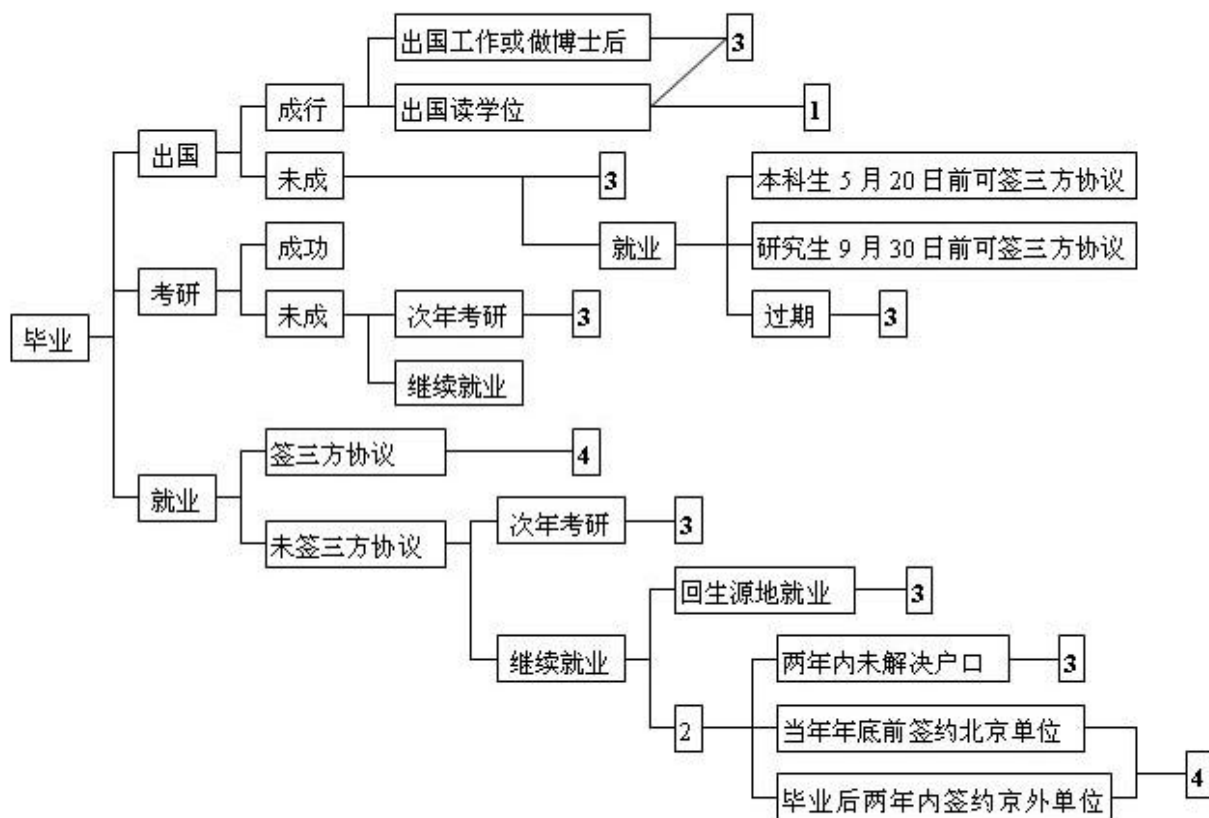 出国工作或做博士后
3
成行
出国读学位
1
出国
未成
3
本科生 5 月 20 日前可签三方协议
成功
就业
研究生 9 月 30 日前可签三方协议
考研
未成
次年考研
3
过期
3
毕业
继续就业
签三方协议
4
就业
次年考研
3
未签三方协议
回生源地就业
3
继续就业
两年内未解决户口
3
2
当年年底前签约北京单位
4
毕业后两年内签约京外单位